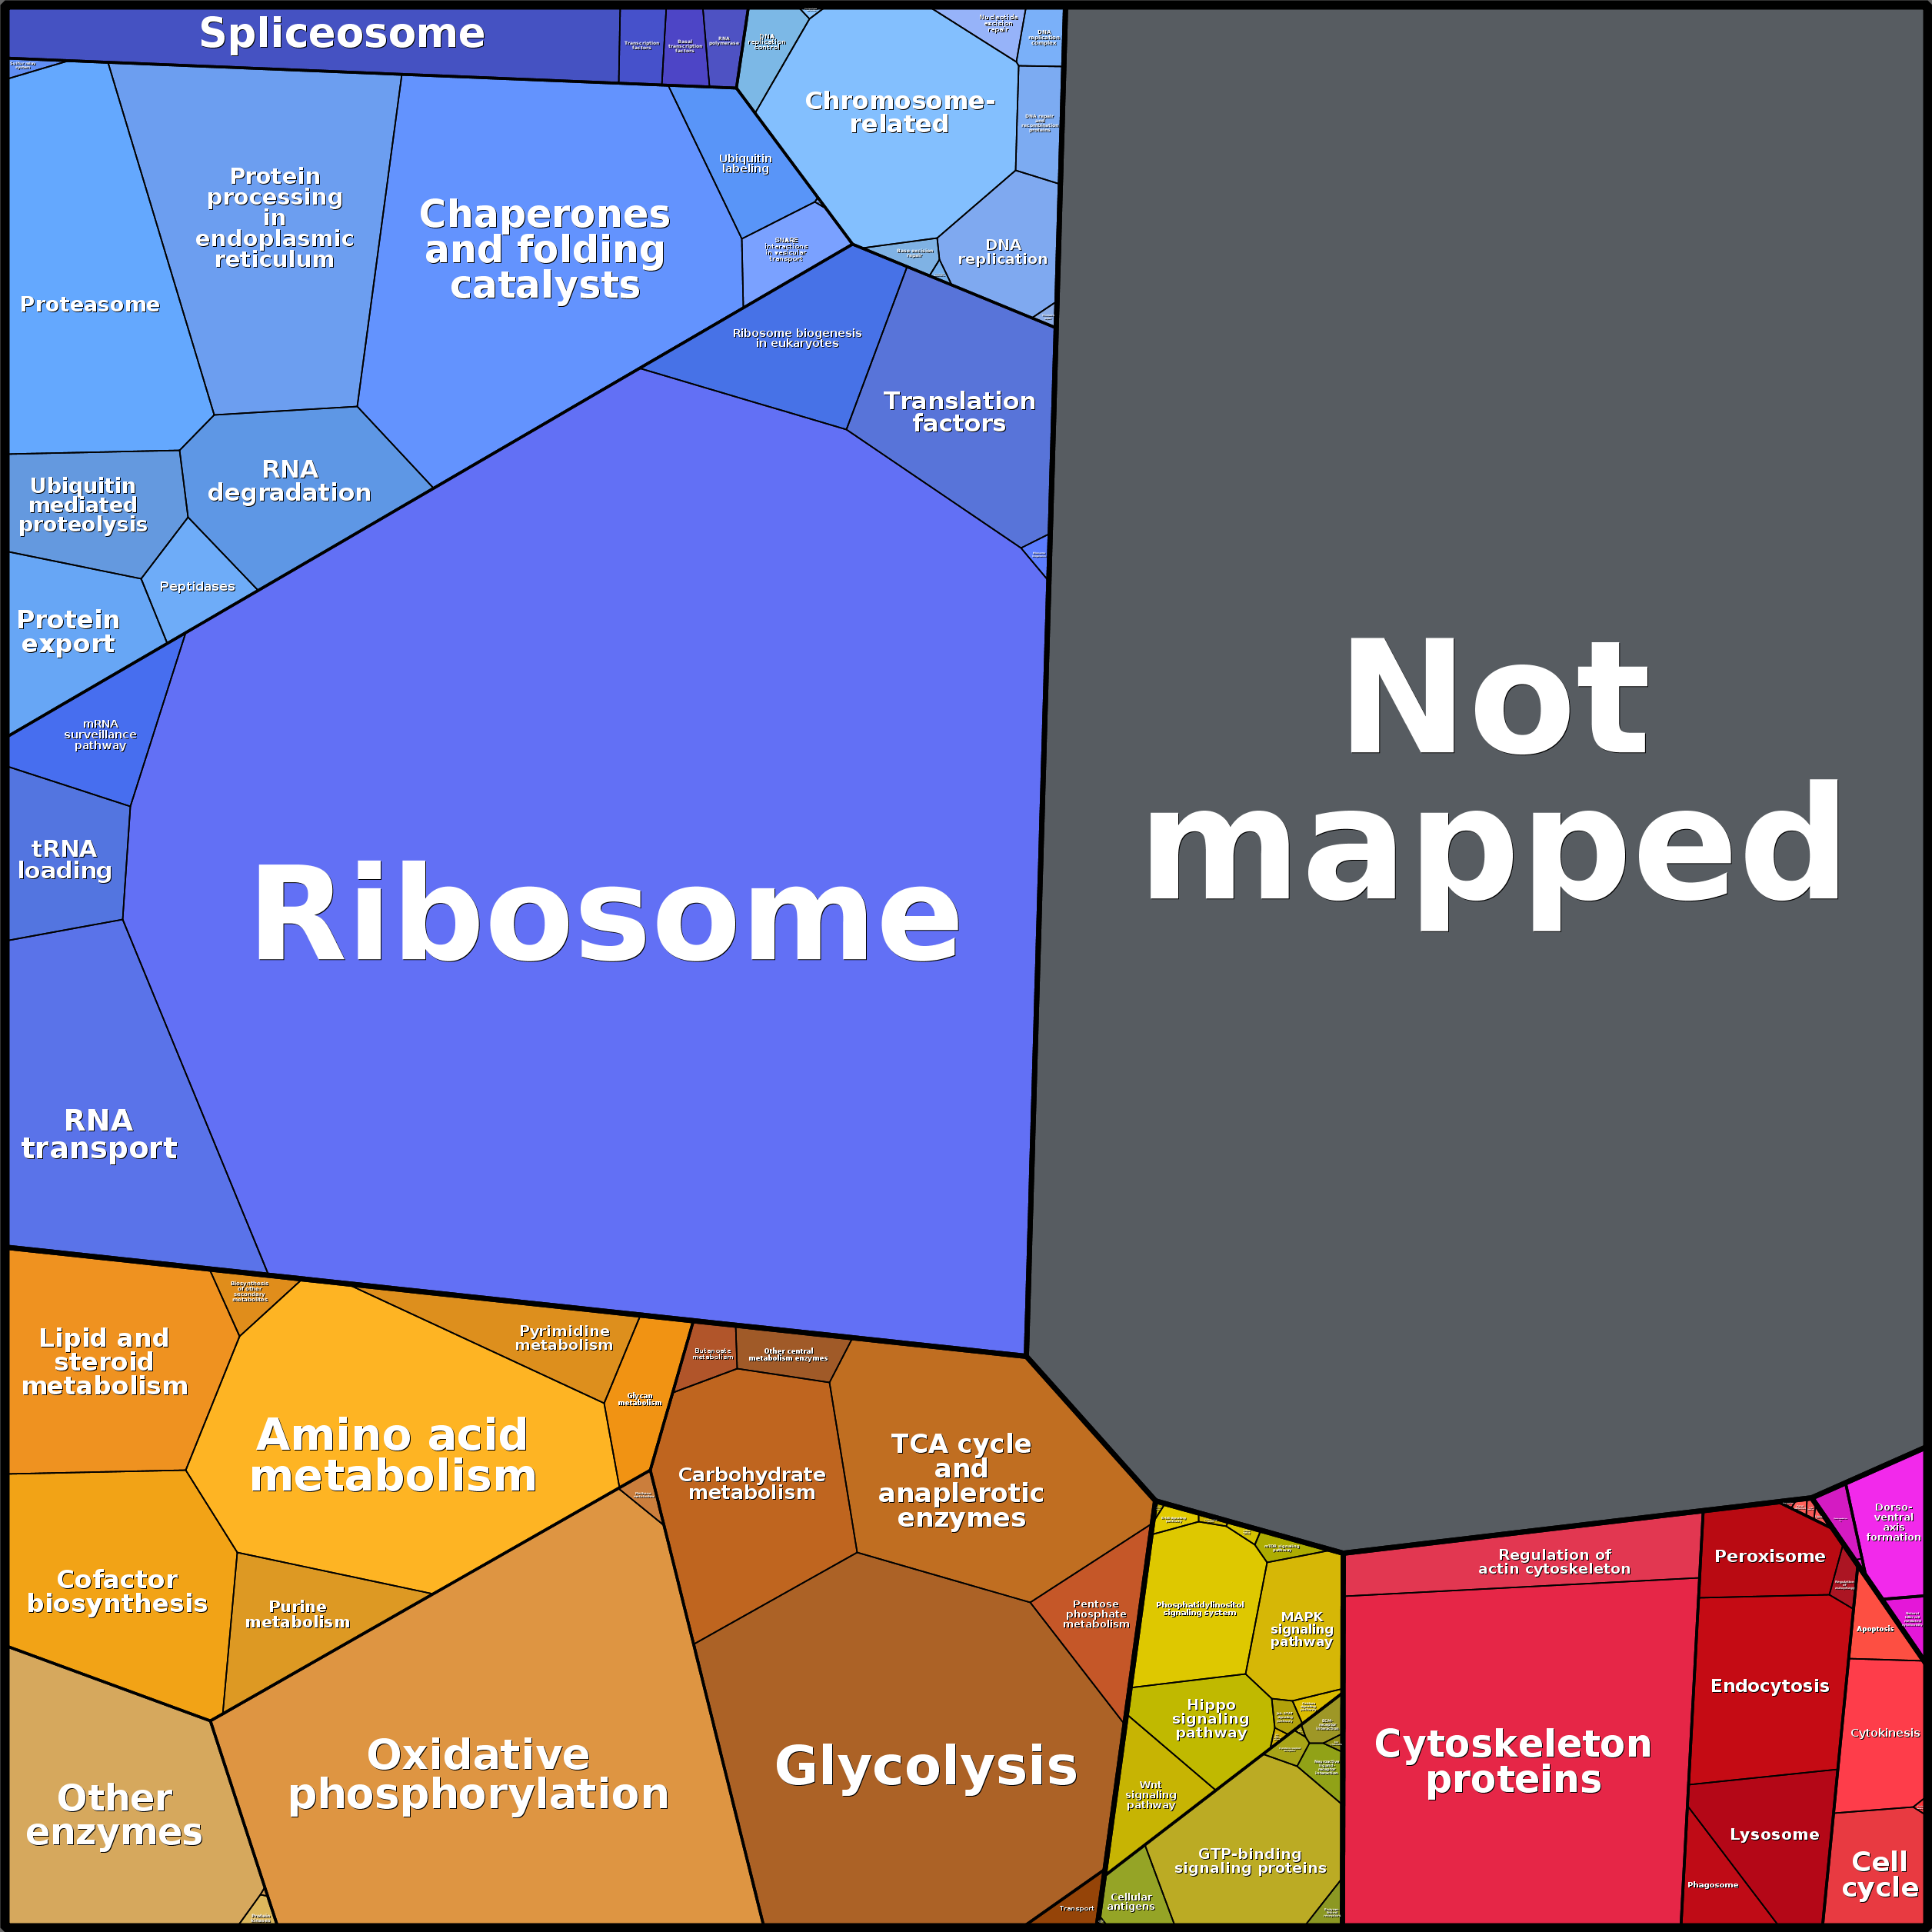 Spliceosome
Transcription
factors
Basal
transcription
factors
RNA
polymerase
DNA
replication
control
Chromosome-
related
Nucleotide
excision
repair
DNA
replication
complex
DNA repair
and
recombination
proteins
DNA
replication
Base excision
repair
Proteasome
Protein
processing
in
endoplasmic
reticulum
Chaperones
and folding
catalysts
Ubiquitin
labeling
SNARE
interactions
in vesicular
transport
Ubiquitin
mediated
proteolysis
RNA
degradation
Peptidases
Protein
export
Ribosome biogenesis
in eukaryotes
Translation
factors
mRNA
surveillance
pathway
tRNA
loading
Ribosome
RNA
transport
Not
mapped
Lipid and
steroid
metabolism
Biosynthesis
of other
secondary
metabolites
Amino acid
metabolism
Pyrimidine
metabolism
Glycan
metabolism
Cofactor
biosynthesis
Purine
metabolism
Other
enzymes
Protein
kinases
Oxidative
phosphorylation
Butanoate
metabolism
Other central
metabolism enzymes
Carbohydrate
metabolism
TCA cycle
and
anaplerotic
enzymes
Pentose
phosphate
metabolism
Glycolysis
Transport
Phosphatidylinositol
signaling system
MAPK
signaling
pathway
Hippo
signaling
pathway
Wnt
signaling
pathway
GTP-binding
signaling proteins
Cellular
antigens
Regulation of
actin cytoskeleton
Cytoskeleton
proteins
Peroxisome
Endocytosis
Lysosome
Phagosome
Apoptosis
Cytokinesis
Cell
cycle
Dorso-
ventral
axis
formation